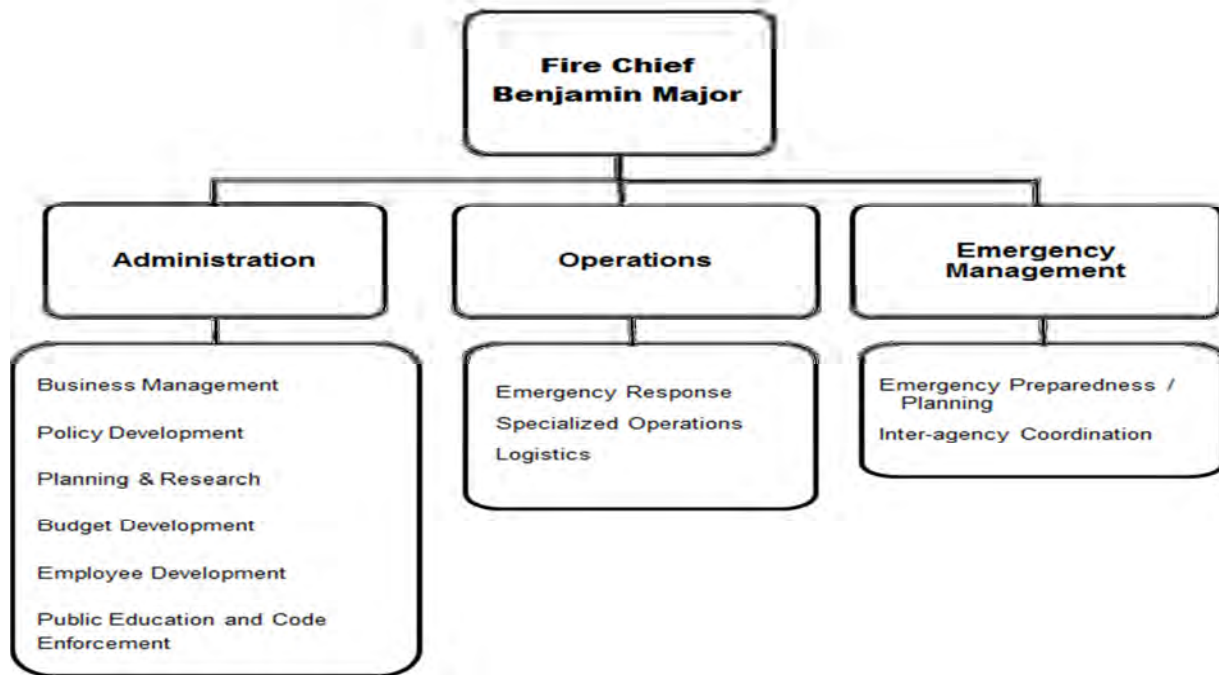 Fire Chief
Benjamin Major
Administration
Operations
Emergency
Management
Business Management
Policy Development
Planning & Research
Budget Development
Employee Development
Public Education and Code
Enforcement
Emergency Response
Specialized Operations
Logistics
Emergency Preparedness /
Planning
Inter-agency Coordination